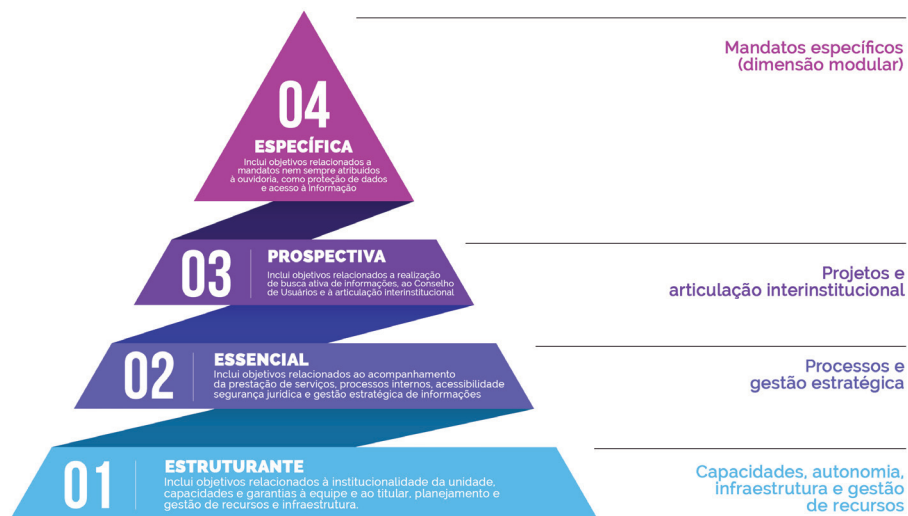 04
ESPECÍFICA
Inclui objetivos relacionados a
mandatos nem sempre atribuídos
à ouvidoria, como proteção de dados
e acesso à informação
Mandatos específicos
(dimensão modular)
03
PROSPECTIVA
Inclui objetivos relacionados a realização
de busca ativa de informações, ao Conselho
de Usuários e à articulação interinstitucional
Projetos e
articulação interinstitucional
02
ESSENCIAL
Inclui objetivos relacionados ao acompanhamento
da prestação de serviços, processos internos, acessibilidade
segurança jurídica e gestão estratégica de informações
Processos e
gestão estratégica
01
ESTRUTURANTE
Inclui objetivos relacionados à institucionalidade da unidade,
capacidades e garantias à equipe e ao titular, planejamento e
gestão de recursos e infraestrutura.
Capacidades, autonomia,
infraestrutura e gestão
de recursos